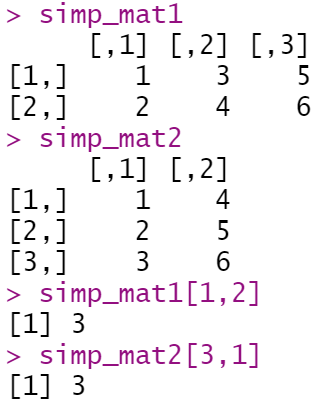 > simp_mat1
     [,1] [,2] [,3]
[1,]    1    3    5
[2,]    2    4    6
> simp_mat2
     [,1] [,2]
[1,]    1    4
[2,]    2    5
[3,]    3    6
> simp_mat1[1,2]
[1] 3
> simp_mat2[3,1]
[1] 3